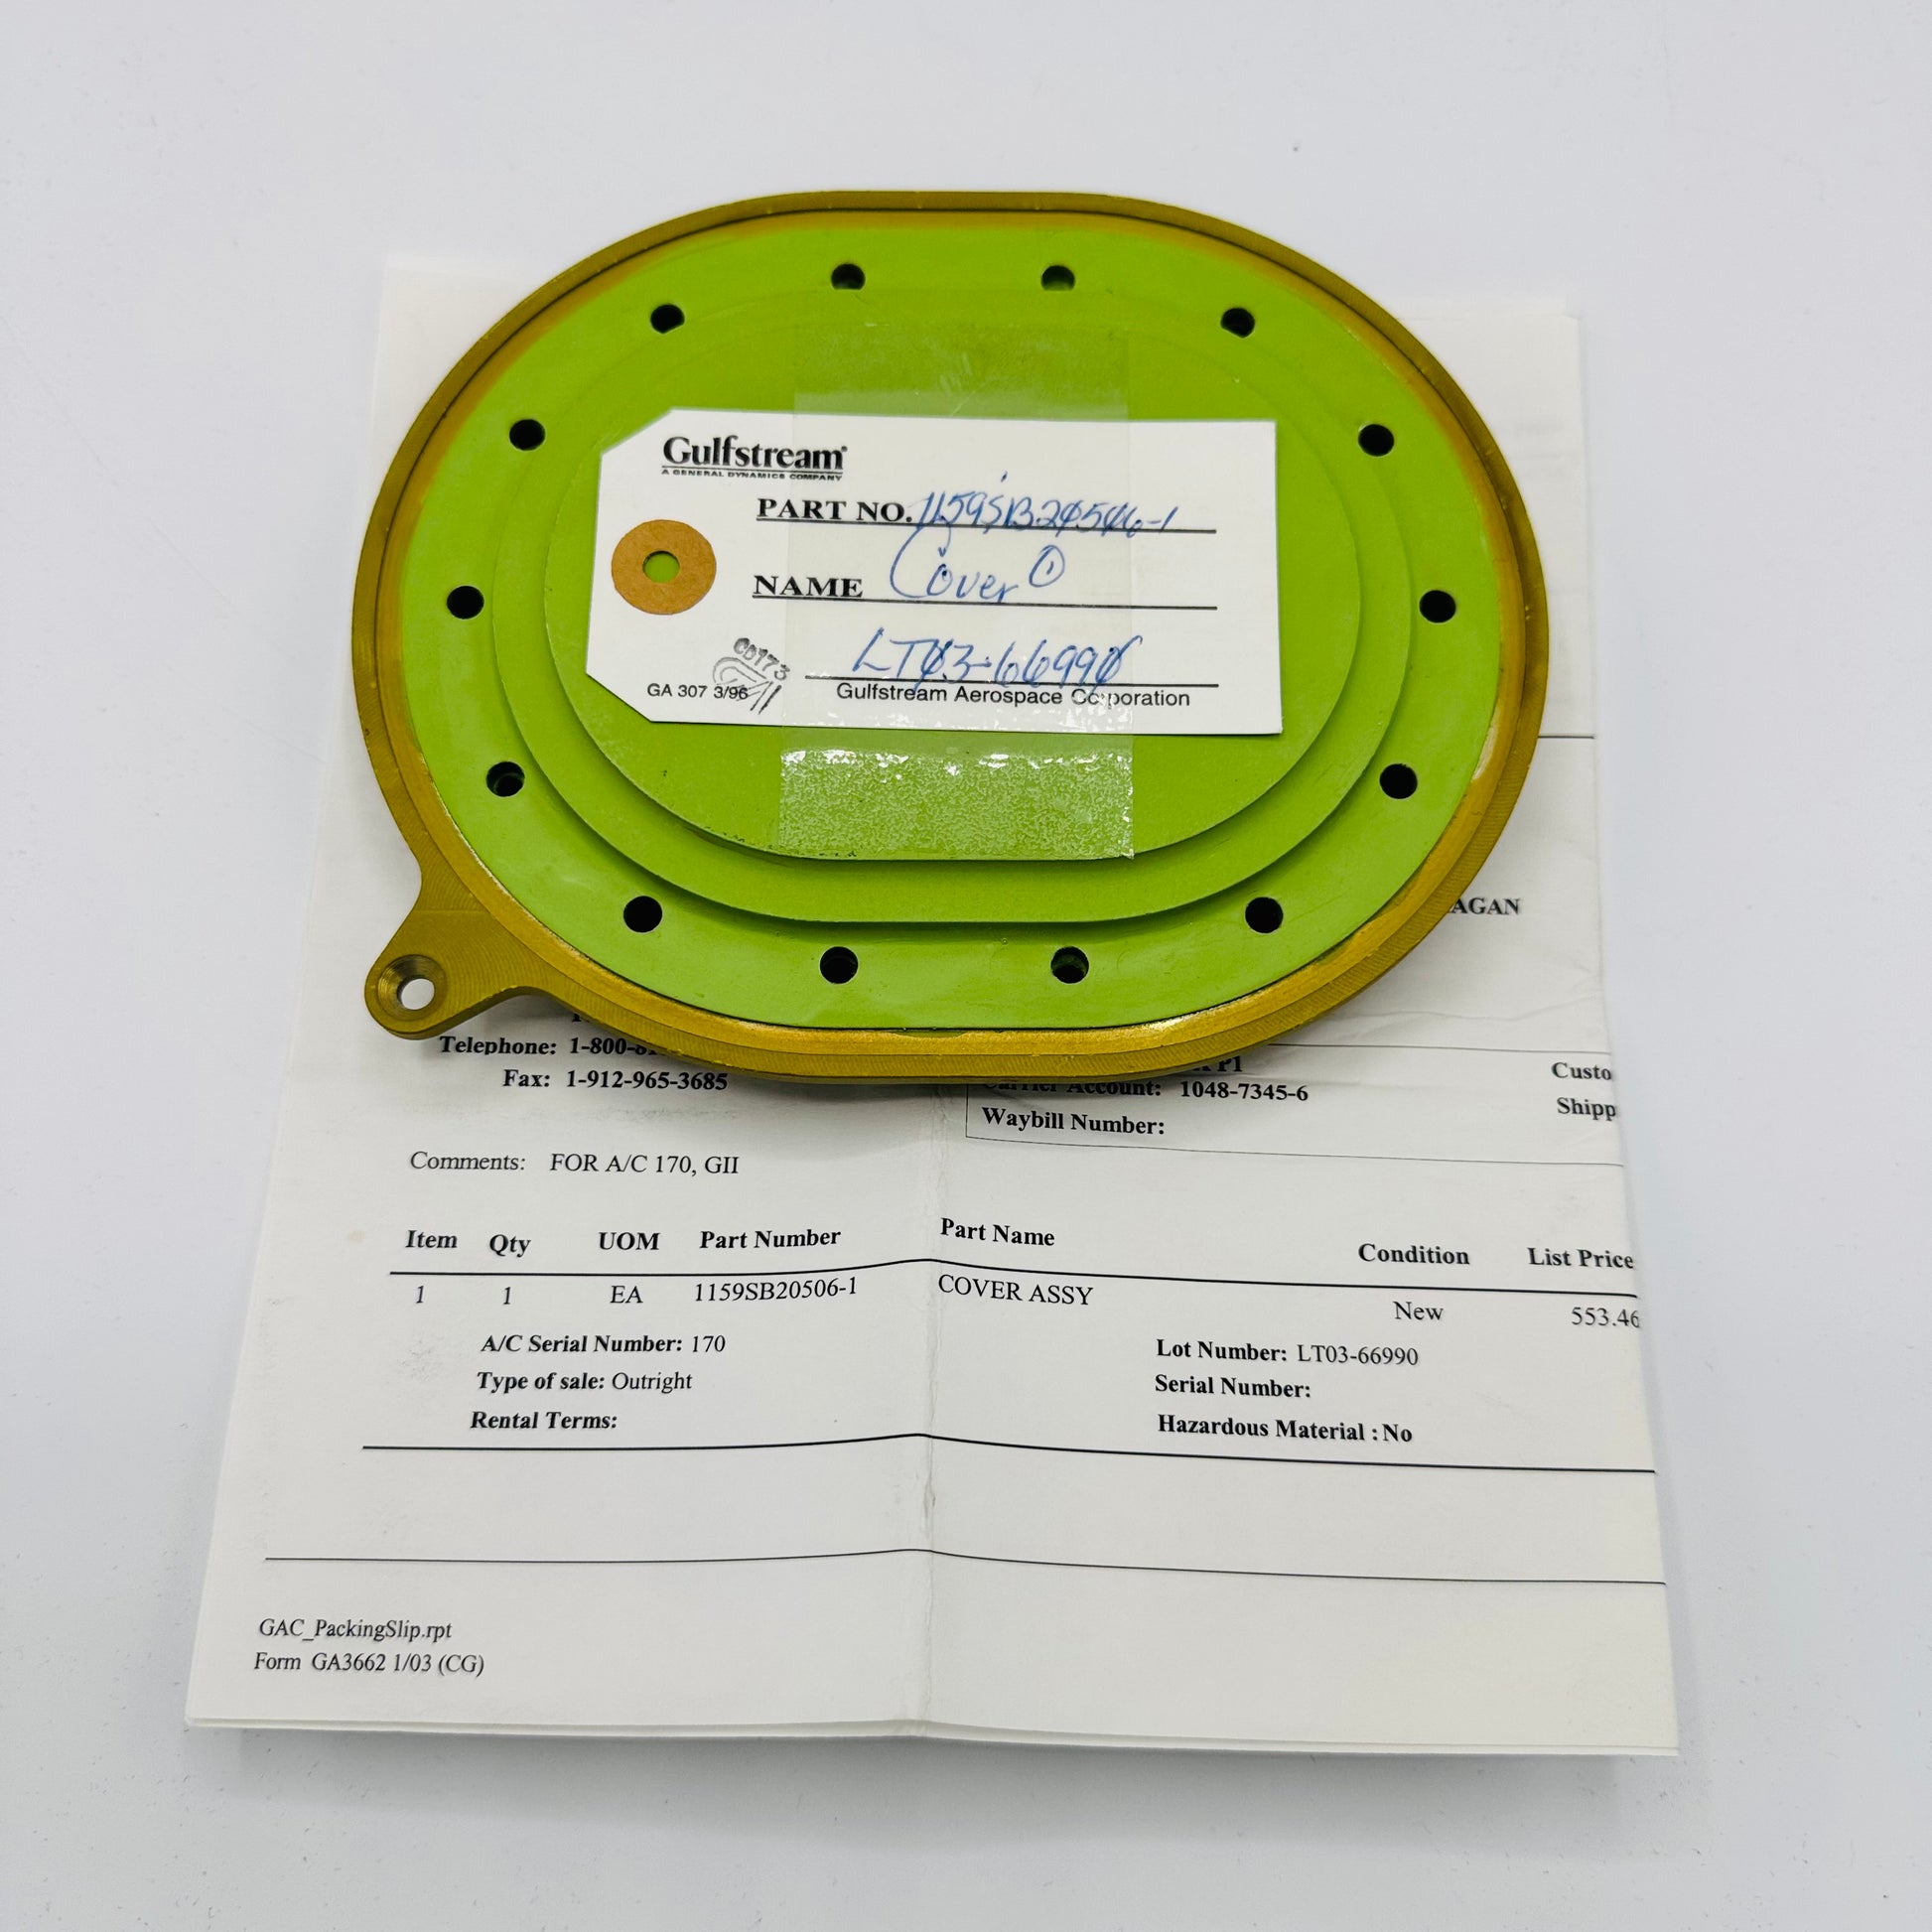 Gulfstream
A GENERAL DYNAMICS COMPANY
PART NO. 1159SB20506-1
NAME Cover 1
LT03-66990
CD173
GA 307 3/96 Gulfstream Aerospace Corporation
AGAN
Telephone: 1-800-8
Fax: 1-912-965-3685
P1
Carrier Account: 1048-7345-6
Waybill Number:
Custo
Shipp
Comments: FOR A/C 170, GII
Item Qty UOM Part Number Part Name Condition List Price
1 1 EA 1159SB20506-1 COVER ASSY New 553.46
A/C Serial Number: 170 Lot Number: LT03-66990
Type of sale: Outright Serial Number:
Rental Terms: Hazardous Material : No
GAC_PackingSlip.rpt
Form GA3662 1/03 (CG)